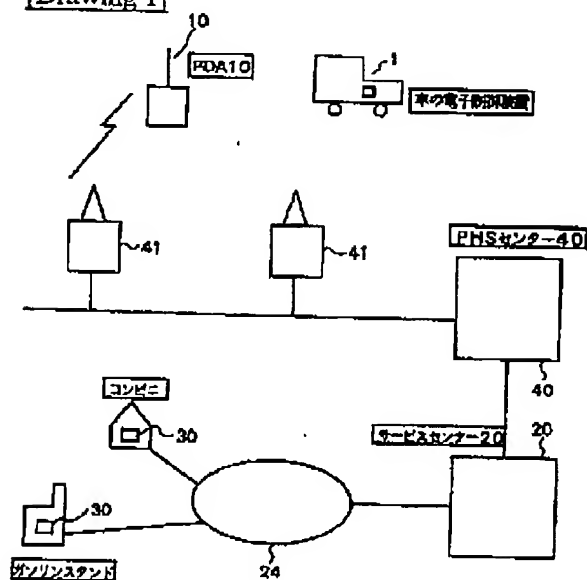 [Drawing 1]
10
PDA10
1
車の電子制御装置
41
41
PHSセンター40
40
コンビニ
30
サービスセンター20
20
30
24
ガソリンスタンド